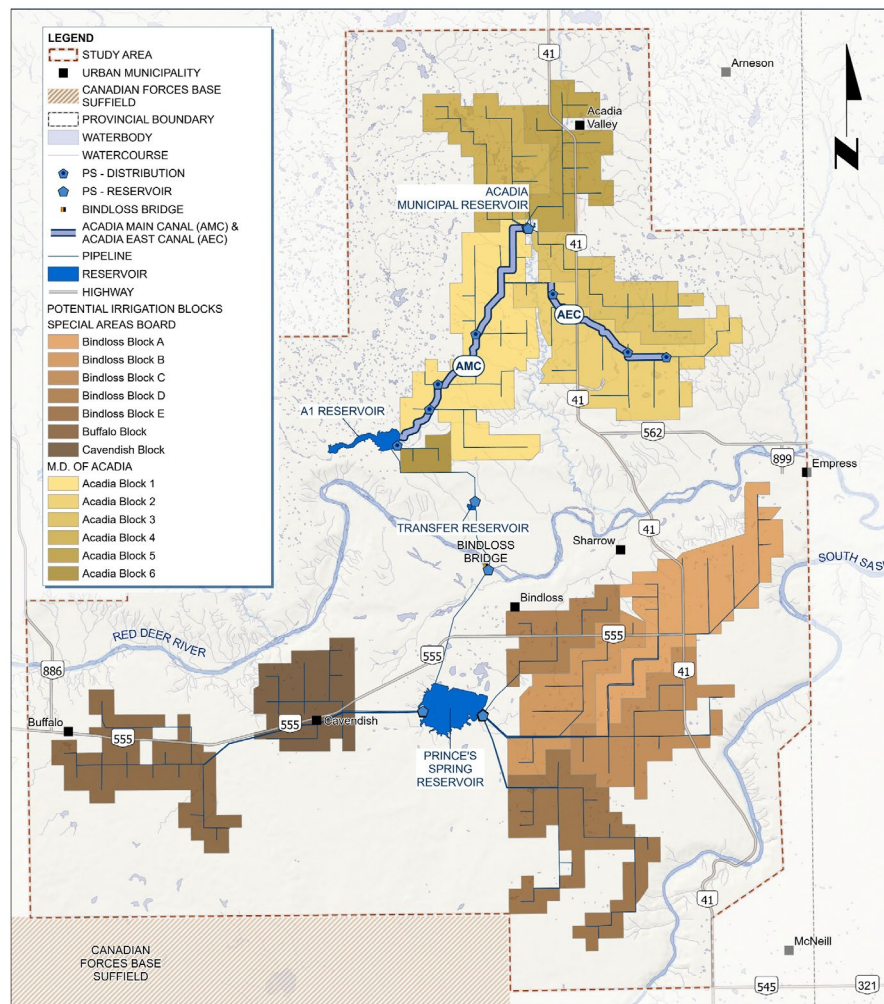 LEGEND
STUDY AREA
URBAN MUNICIPALITY
CANADIAN FORCES BASE
SUFFIELD
PROVINCIAL BOUNDARY
WATERBODY
WATERCOURSE
PS - DISTRIBUTION
PS - RESERVOIR
BINDLOSS BRIDGE
ACADIA MAIN CANAL (AMC) &
ACADIA EAST CANAL (AEC)
PIPELINE
RESERVOIR
HIGHWAY
POTENTIAL IRRIGATION BLOCKS
SPECIAL AREAS BOARD
Bindloss Block A
Bindloss Block B
Bindloss Block C
Bindloss Block D
Bindloss Block E
Buffalo Block
Cavendish Block
M.D. OF ACADIA
Acadia Block 1
Acadia Block 2
Acadia Block 3
Acadia Block 4
Acadia Block 5
Acadia Block 6
41
Arneson
N
Acadia
Valley
ACADIA
MUNICIPAL RESERVOIR
41
AEC
AMC
41
A1 RESERVOIR
562
899
Empress
TRANSFER RESERVOIR
41
BINDLOSS
BRIDGE
Sharrow
SOUTH SAS
Bindloss
RED DEER RIVER
555
555
886
41
Buffalo
555
555
Cavendish
PRINCE'S
SPRING
RESERVOIR
41
CANADIAN
FORCES BASE
SUFFIELD
McNeill
545
321